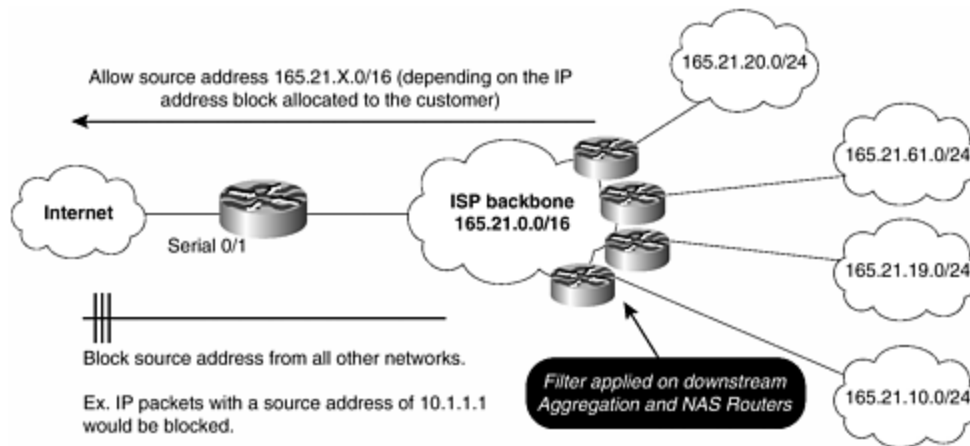 Allow source address 165.21.X.0/16 (depending on the IP
address block allocated to the customer)
165.21.20.0/24
165.21.61.0/24
Internet
Serial 0/1
ISP backbone
165.21.0.0/16
165.21.19.0/24
Block source address from all other networks.
Ex. IP packets with a source address of 10.1.1.1
would be blocked.
Filter applied on downstream
Aggregation and NAS Routers
165.21.10.0/24